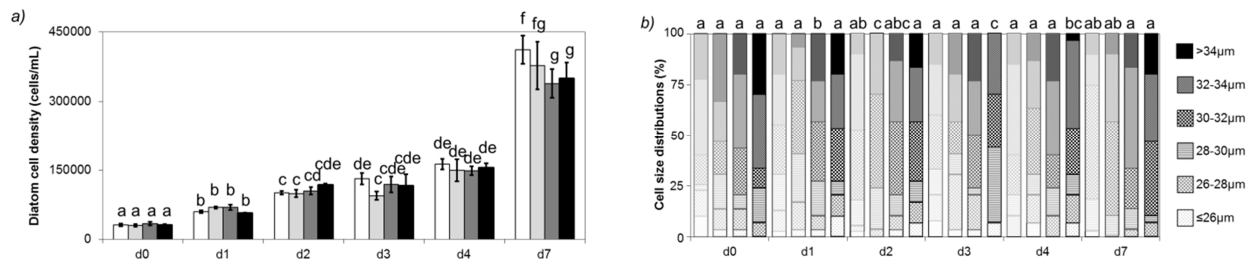 a)
Diatom cell density (cells/mL)
450000
300000
150000
0
a a a a
b b b b
c c cd cde
de c cde cde
de de de de
f fg g g
d0 d1 d2 d3 d4 d7
b)
Cell size distributions (%)
a a a a a a b a ab c abc a a a a c a a a bc ab ab a a
100
75
50
25
0
d0 d1 d2 d3 d4 d7
>34µm
32-34µm
30-32µm
28-30µm
26-28µm
≤26µm